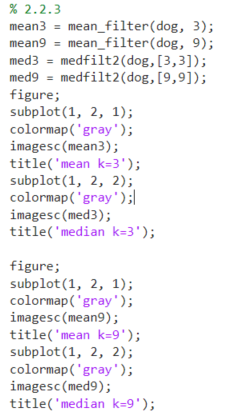 % 2.2.3
mean3 = mean_filter(dog, 3);
mean9 = mean_filter(dog, 9);
med3 = medfilt2(dog,[3,3]);
med9 = medfilt2(dog,[9,9]);
figure;
subplot(1, 2, 1);
colormap('gray');
imagesc(mean3);
title('mean k=3');
subplot(1, 2, 2);
colormap('gray');
imagesc(med3);
title('median k=3');

figure;
subplot(1, 2, 1);
colormap('gray');
imagesc(mean9);
title('mean k=9');
subplot(1, 2, 2);
colormap('gray');
imagesc(med9);
title('median k=9');